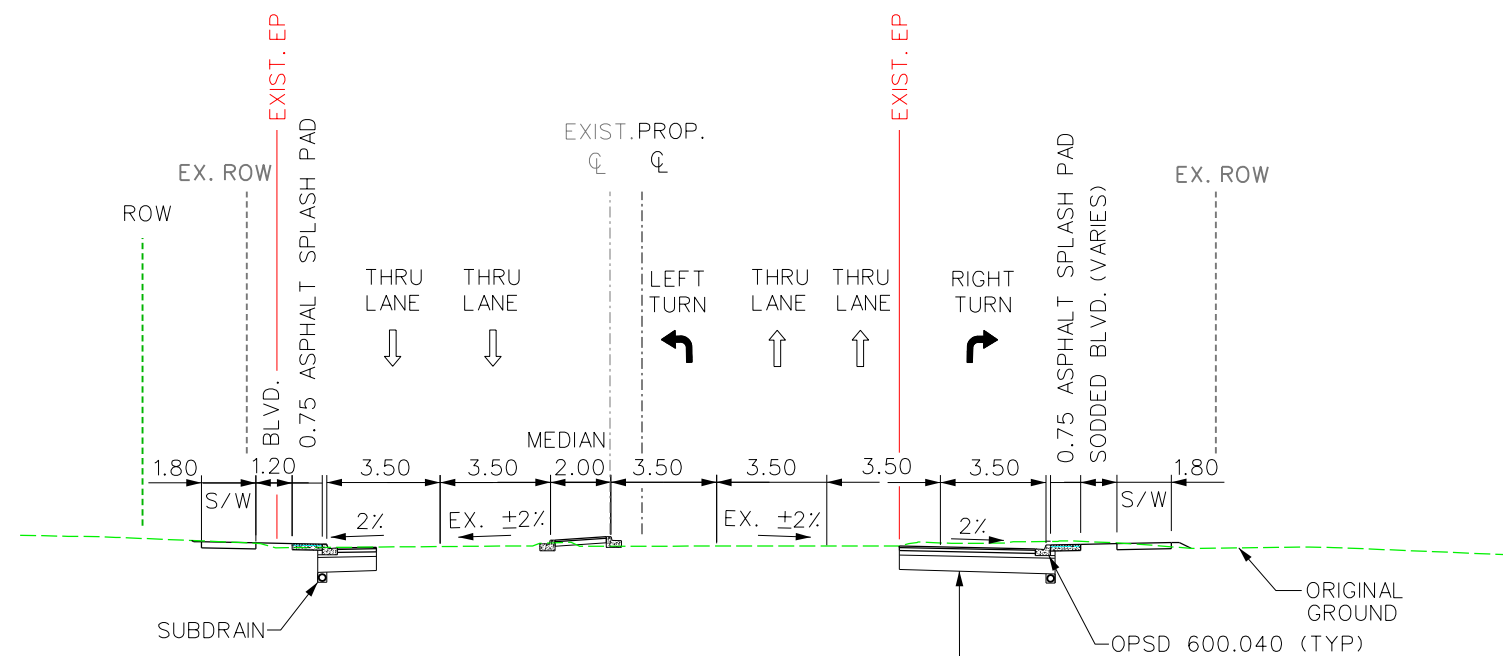 EXIST. EP
EXIST. EP
0.75 ASPHALT SPLASH PAD
BLVD.
EXIST. PROP.
℄ ℄
0.75 ASPHALT SPLASH PAD
SODDED BLVD. (VARIES)
EX. ROW
EX. ROW
ROW
THRU
LANE
THRU
LANE
LEFT
TURN
THRU
LANE
THRU
LANE
RIGHT
TURN
MEDIAN
1.80
1.20
3.50
3.50
2.00
3.50
3.50
3.50
3.50
1.80
S/W
S/W
2%
EX. ±2%
EX. ±2%
2%
ORIGINAL
GROUND
SUBDRAIN
OPSD 600.040 (TYP)